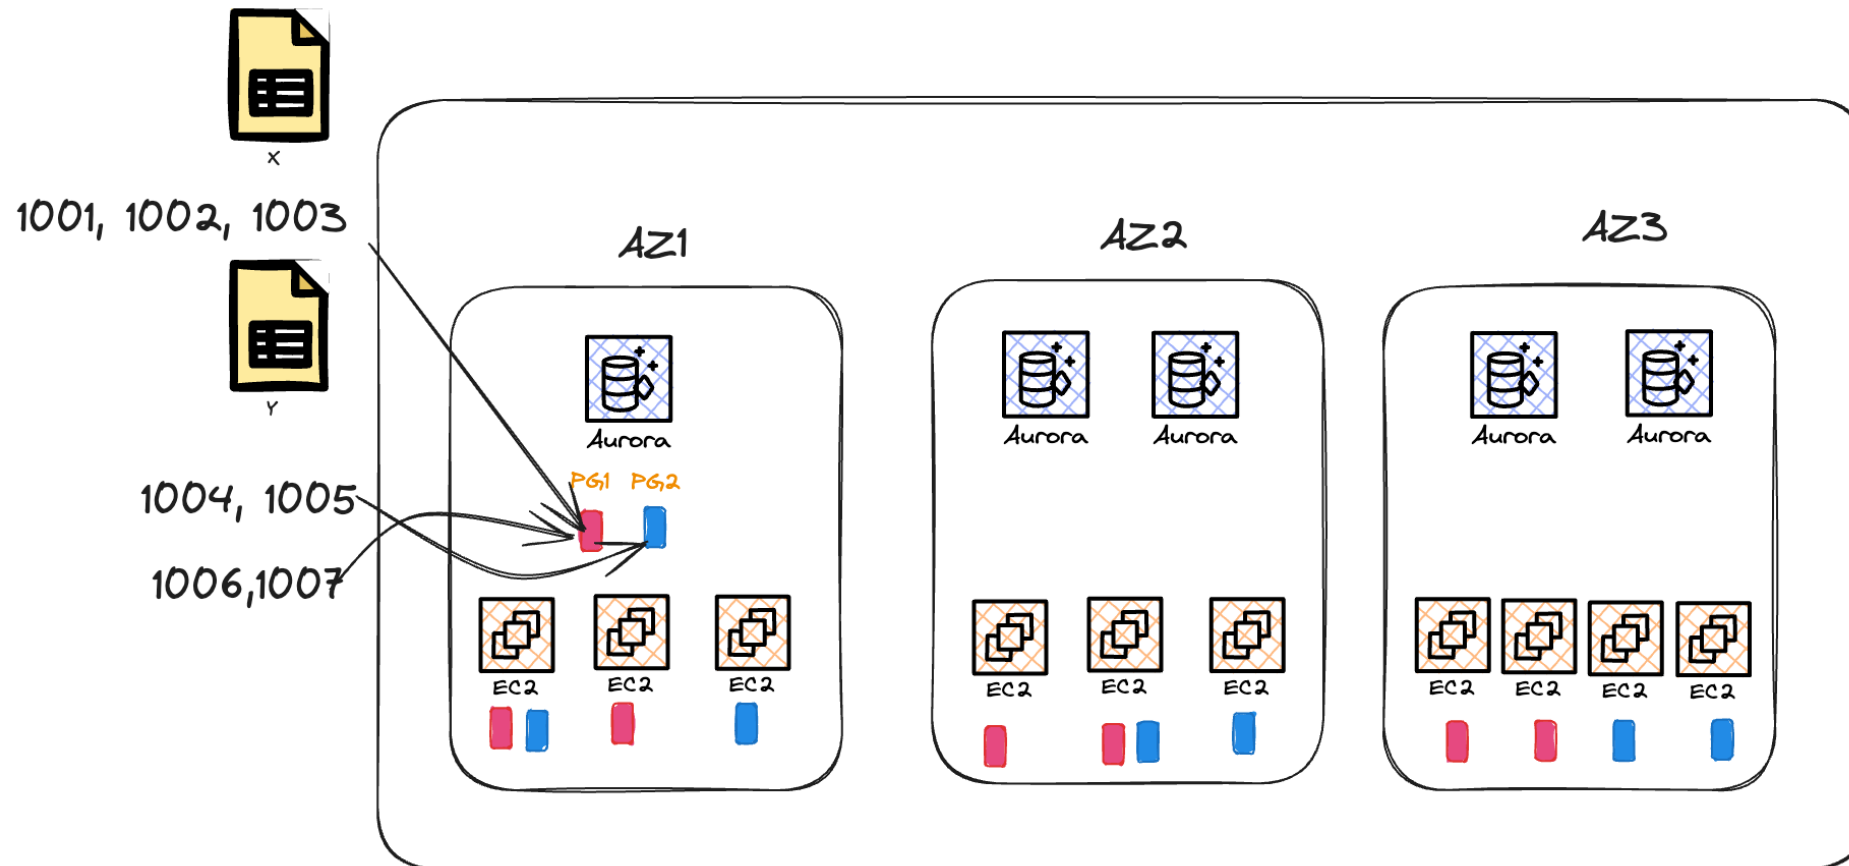 X
1001, 1002, 1003
Y
1004, 1005
1006,1007
AZ1
Aurora
PG1 PG2
EC2 EC2 EC2
AZ2
Aurora Aurora
EC2 EC2 EC2
AZ3
Aurora Aurora
EC2 EC2 EC2 EC2